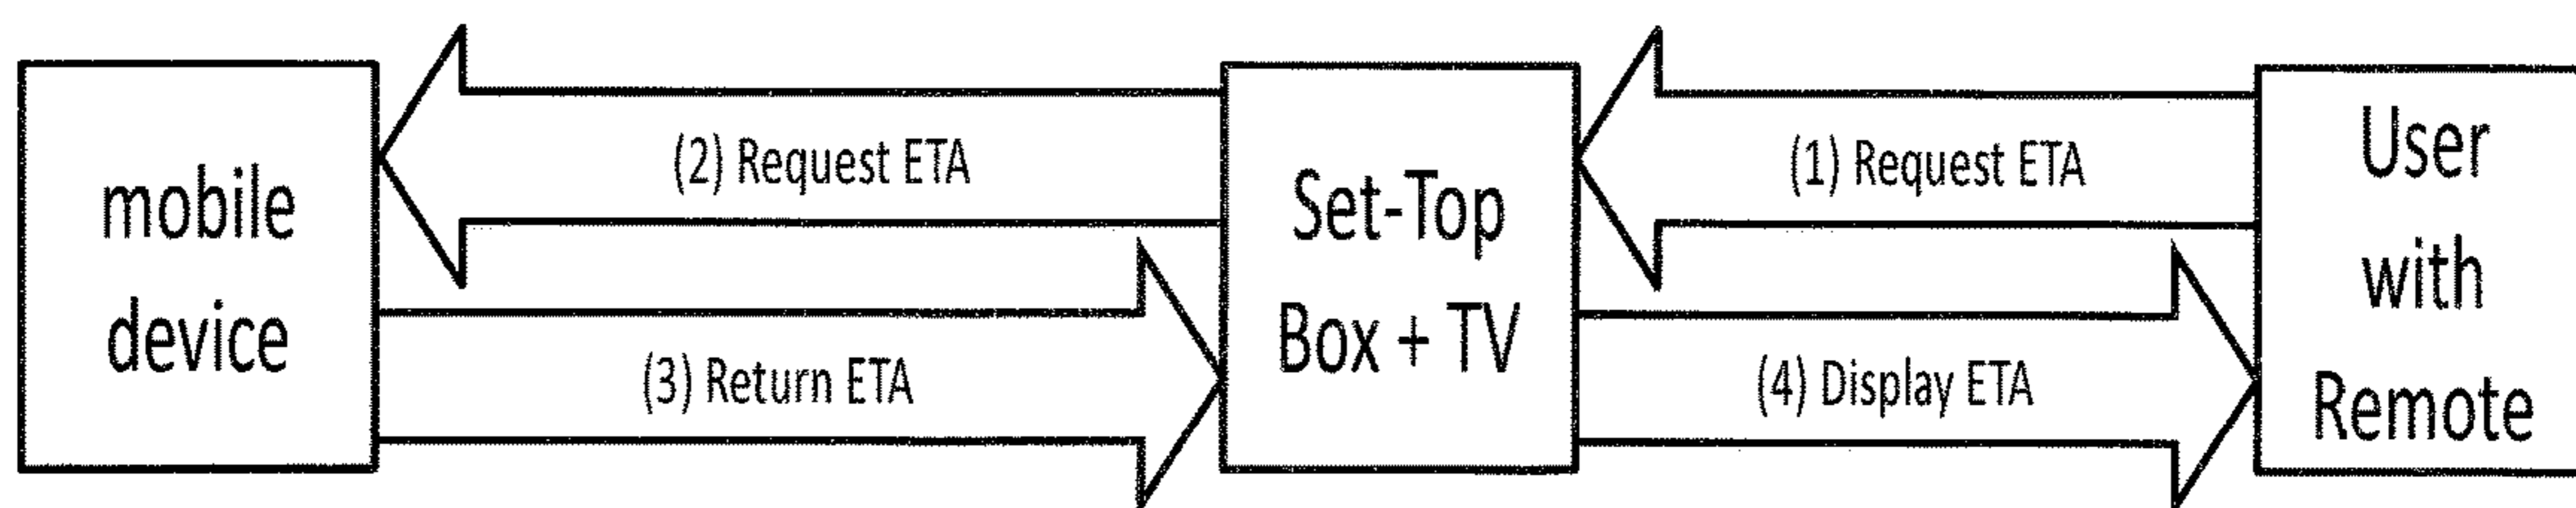 mobile
device
(2) Request ETA
(3) Return ETA
Set-Top
Box + TV
(1) Request ETA
(4) Display ETA
User
with
Remote